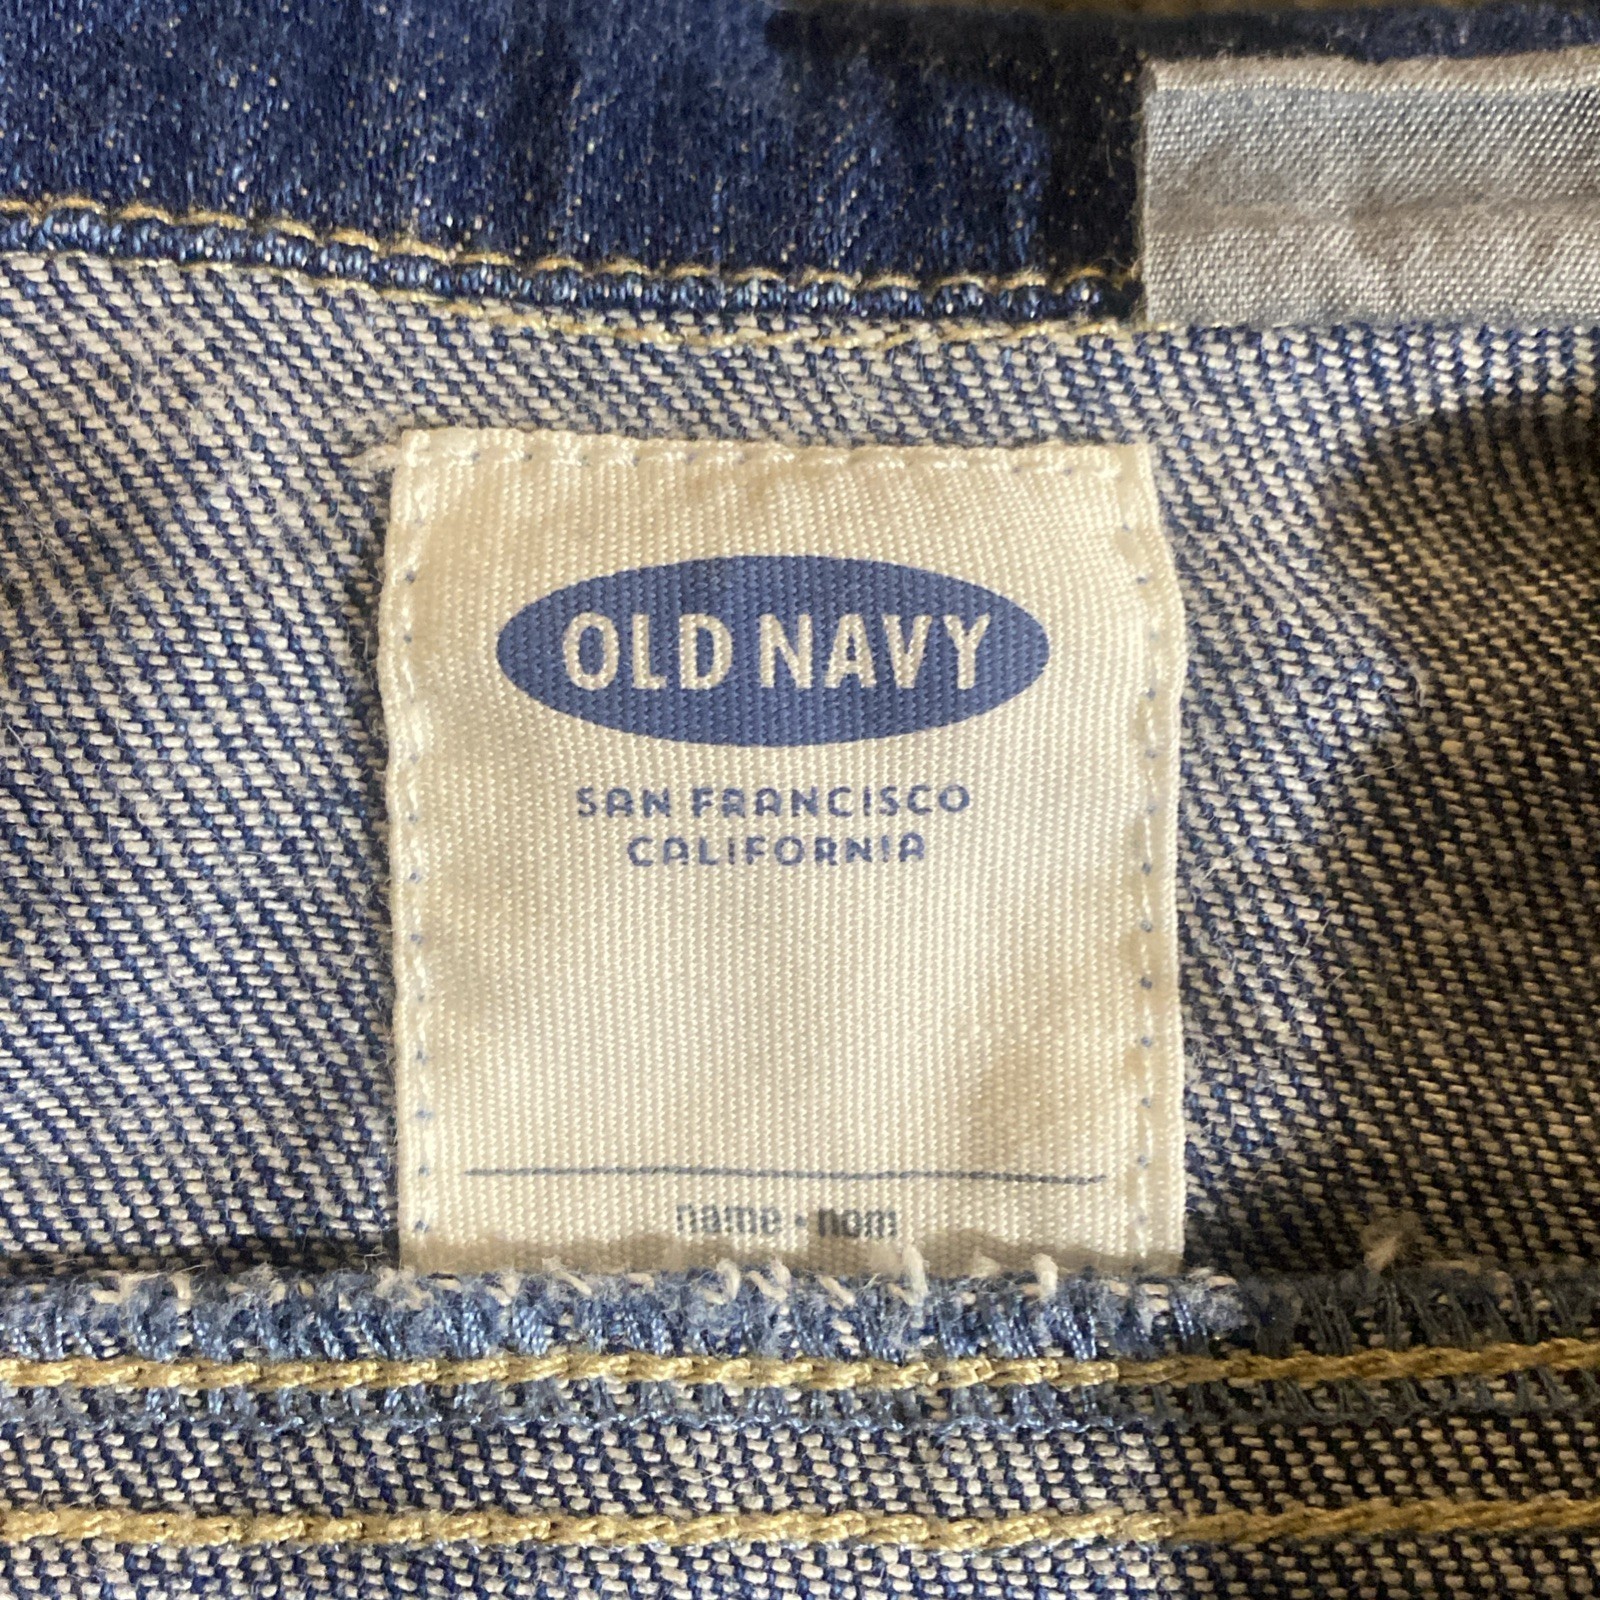 OLD NAVY
SAN FRANCISCO
CALIFORNIA
name • nom